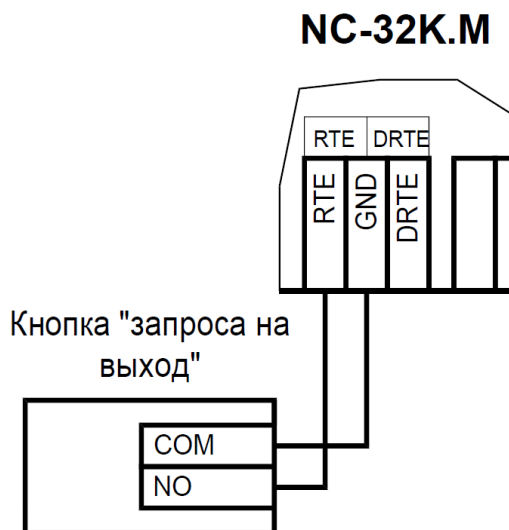 NC-32K.M
RTE DRTE
RTE GND DRTE
Кнопка "запроса на
выход"
COM
NO